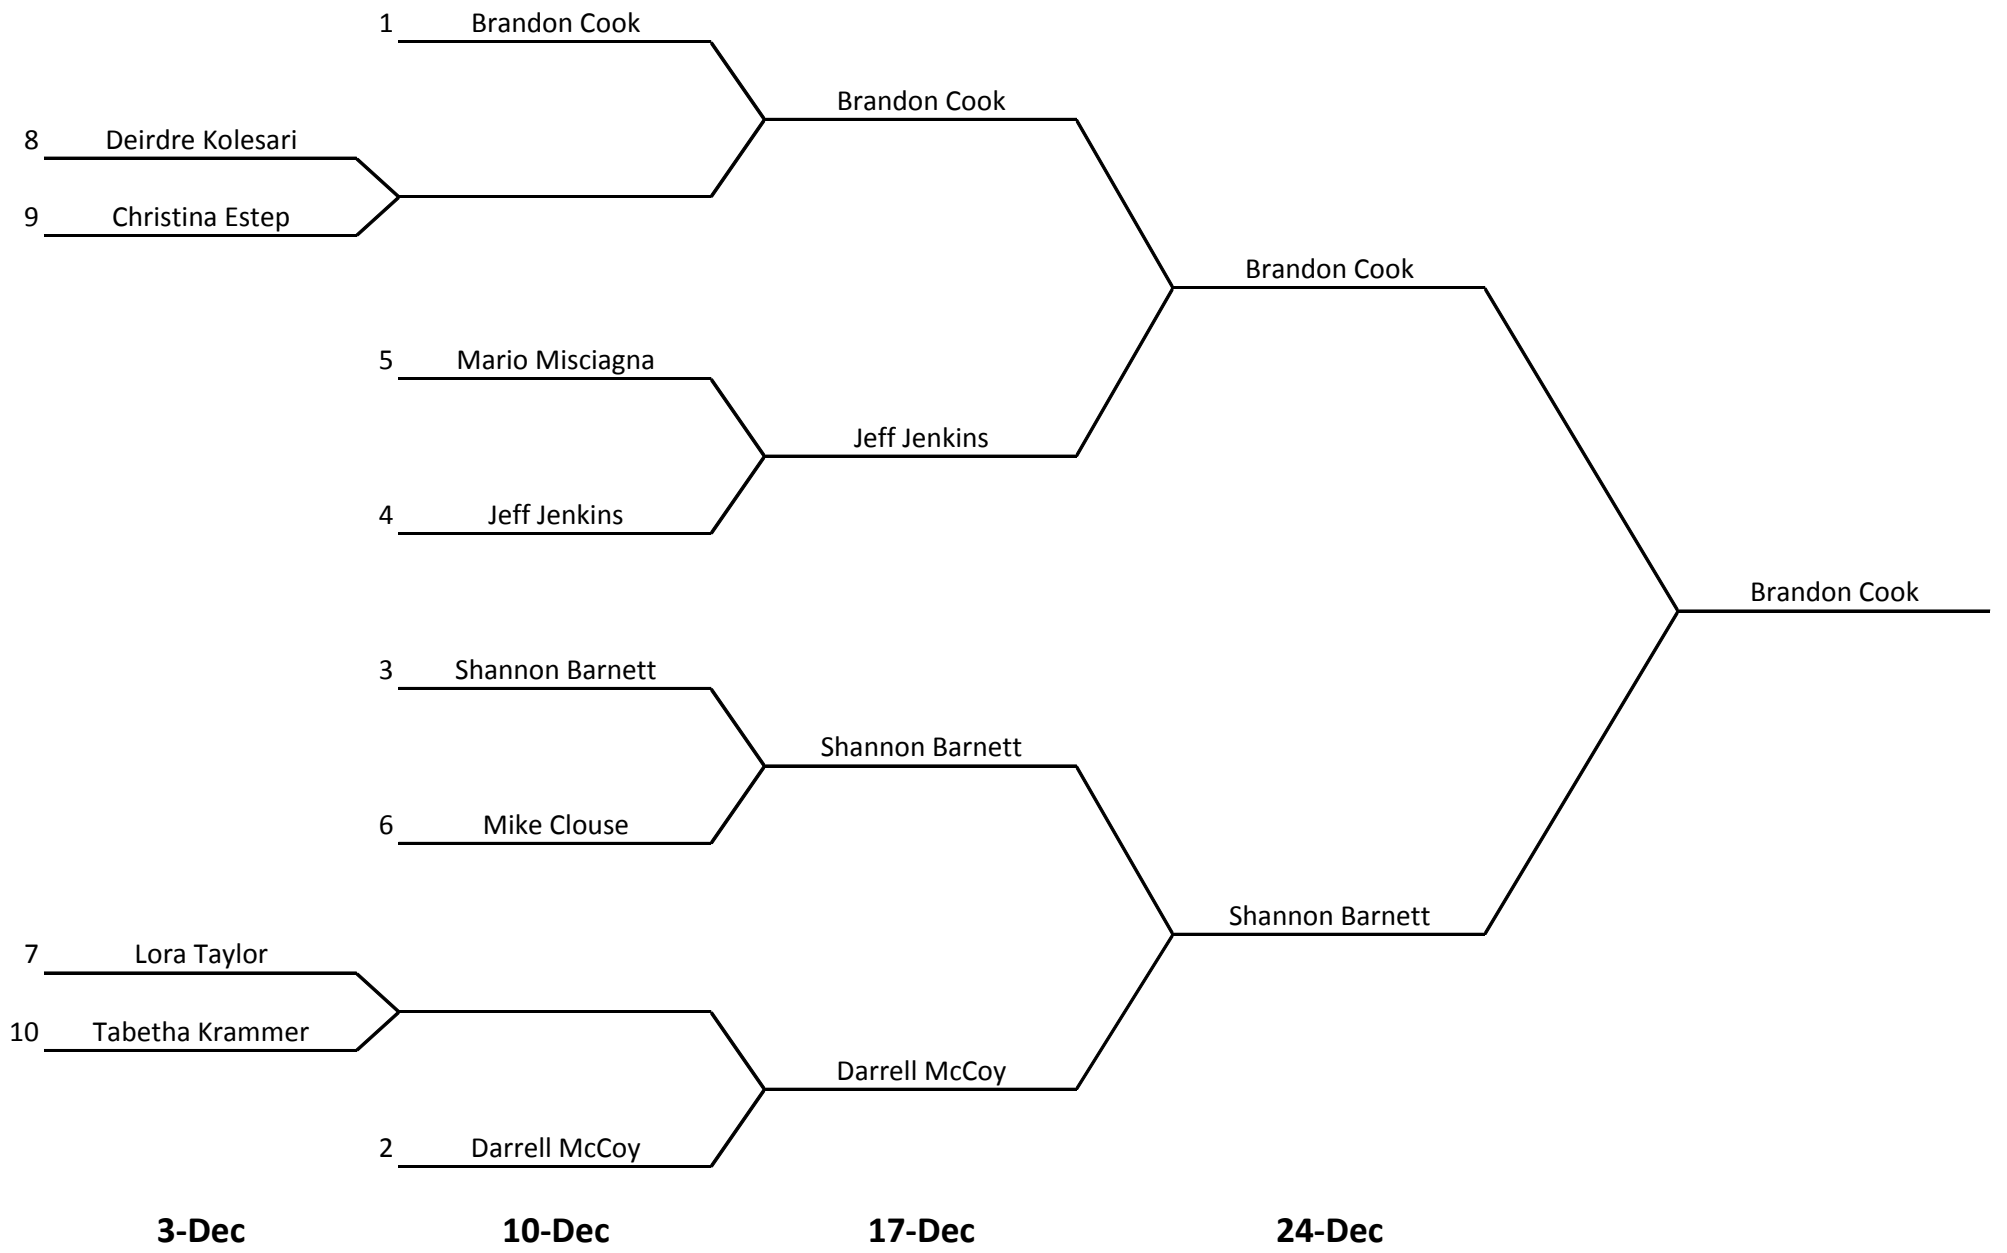 1 Brandon Cook
Brandon Cook
8 Deirdre Kolesari
9 Christina Estep
Brandon Cook
5 Mario Misciagna
Jeff Jenkins
4 Jeff Jenkins
Brandon Cook
3 Shannon Barnett
Shannon Barnett
6 Mike Clouse
Shannon Barnett
7 Lora Taylor
10 Tabetha Krammer
Darrell McCoy
2 Darrell McCoy
3-Dec 10-Dec 17-Dec 24-Dec